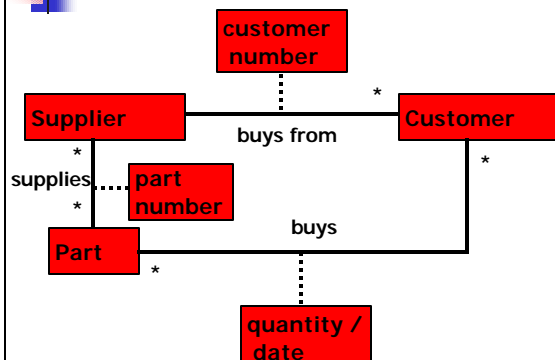 customer
number
*
Supplier
Customer
buys from
*
*
supplies
part
number
*
buys
Part
*
quantity /
date